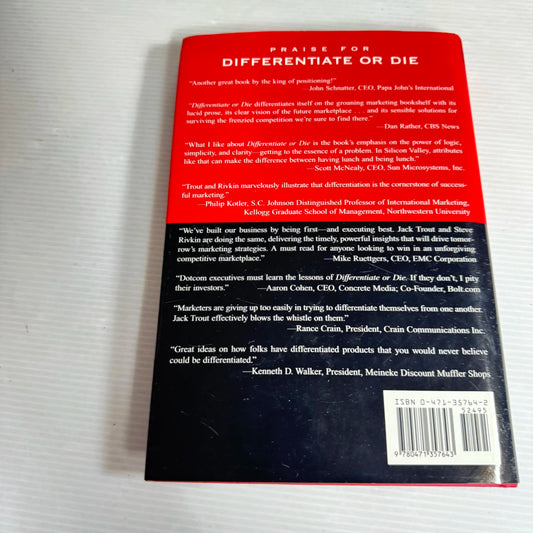 PRAISE FOR
DIFFERENTIATE OR DIE
“Another great book by the king of positioning!”
—John Schnatter, CEO, Papa John’s International
“Differentiate or Die differentiates itself on the groaning marketing bookshelf with its
lucid prose, its clear vision of the future marketplace . . . and its sensible solutions for
surviving the frenzied competition we’re sure to find there.”
—Dan Rather, CBS News
“What I like about Differentiate or Die is the book’s emphasis on the power of logic,
simplicity, and clarity—getting to the essence of a problem. In Silicon Valley, attributes
like that can make the difference between having lunch and being lunch.”
—Scott McNealy, CEO, Sun Microsystems, Inc.
“Trout and Rivkin marvelously illustrate that differentiation is the cornerstone of success-
ful marketing.”
—Philip Kotler, S.C. Johnson Distinguished Professor of International Marketing,
Kellogg Graduate School of Management, Northwestern University
“We’ve built our business by being first—and executing best. Jack Trout and Steve
Rivkin are doing the same, delivering the timely, powerful insights that will drive tomor-
row’s marketing strategies. A must read for anyone looking to win in an unforgiving
competitive marketplace.”
—Mike Ruettgers, CEO, EMC Corporation
“Dotcom executives must learn the lessons of Differentiate or Die. If they don’t, I pity
their investors.”
—Aaron Cohen, CEO, Concrete Media; Co-Founder, Bolt.com
“Marketers are giving up too easily in trying to differentiate themselves from one another.
Jack Trout effectively blows the whistle on them.”
—Rance Crain, President, Crain Communications Inc.
“Great ideas on how folks have differentiated products that you would never believe
could be differentiated.”
—Kenneth D. Walker, President, Meineke Discount Muffler Shops
ISBN 0-471-35764-2
52495
9 780471 357643